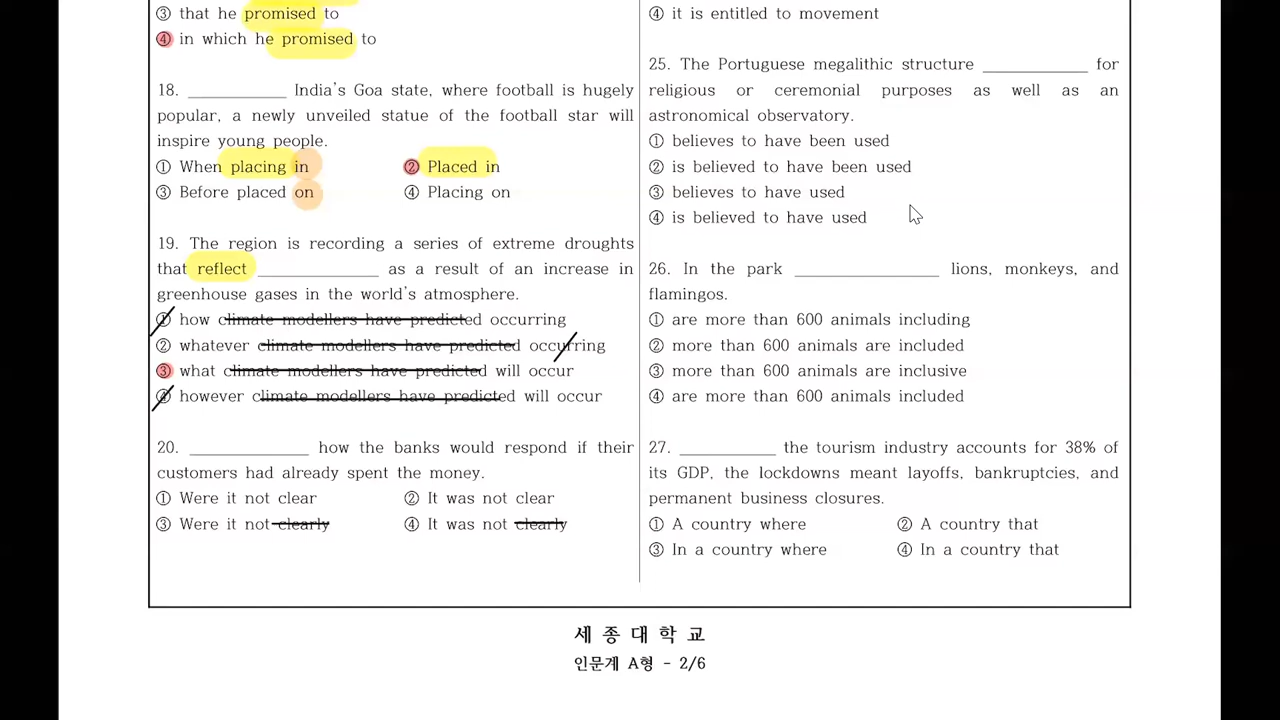 ③ that he promised to
④ in which he promised to
18. ____________ India's Goa state, where football is hugely
popular, a newly unveiled statue of the football star will
inspire young people.
① When placing in ② Placed in
③ Before placed on ④ Placing on
19. The region is recording a series of extreme droughts
that reflect ______________ as a result of an increase in
greenhouse gases in the world's atmosphere.
① how climate modellers have predicted occurring
② whatever climate modellers have predicted occurring
③ what climate modellers have predicted will occur
④ however climate modellers have predicted will occur
20. ______________ how the banks would respond if their
customers had already spent the money.
① Were it not clear ② It was not clear
③ Were it not clearly ④ It was not clearly
④ it is entitled to movement
25. The Portuguese megalithic structure ____________ for
religious or ceremonial purposes as well as an
astronomical observatory.
① believes to have been used
② is believed to have been used
③ believes to have used
④ is believed to have used
26. In the park _________________ lions, monkeys, and
flamingos.
① are more than 600 animals including
② more than 600 animals are included
③ more than 600 animals are inclusive
④ are more than 600 animals included
27. ___________ the tourism industry accounts for 38% of
its GDP, the lockdowns meant layoffs, bankruptcies, and
permanent business closures.
① A country where ② A country that
③ In a country where ④ In a country that
세종대학교
인문계 A형 - 2/6